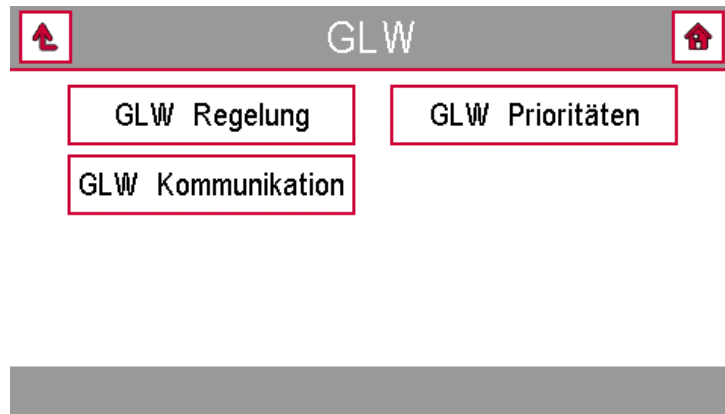 GLW
GLW Regelung
GLW Prioritäten
GLW Kommunikation